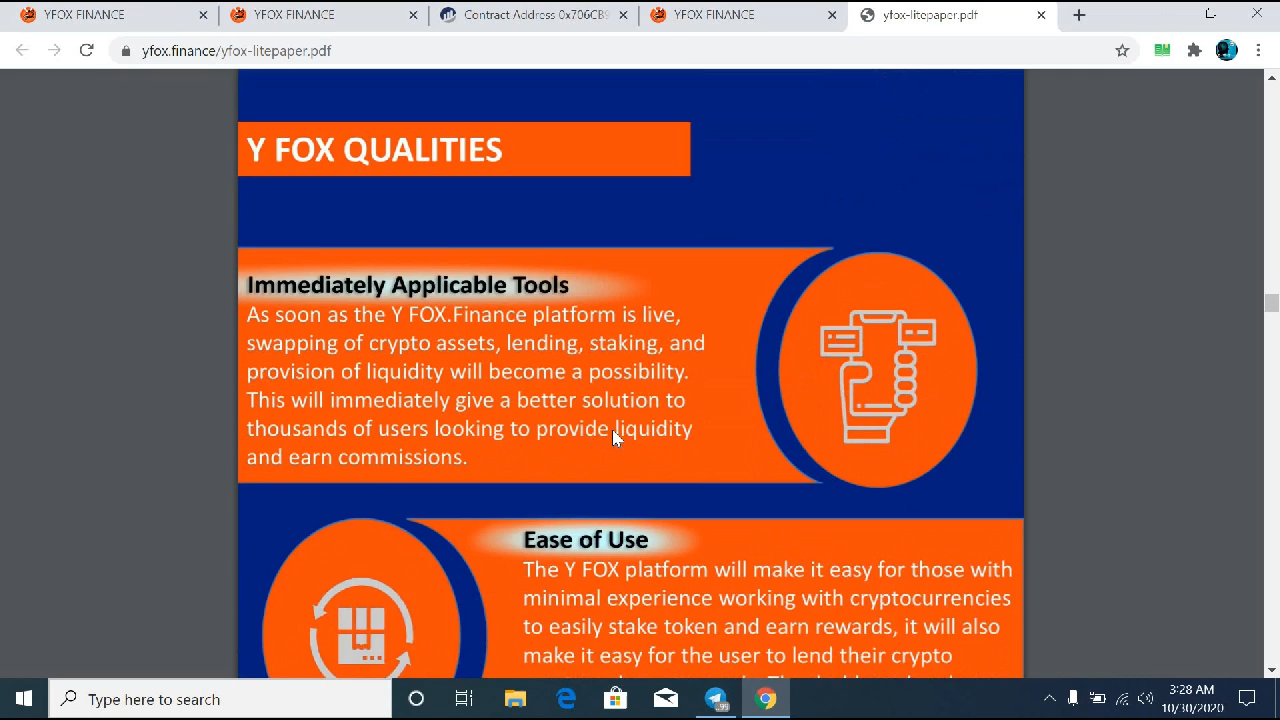 YFOX FINANCE
YFOX FINANCE
Contract Address 0x706CB9
YFOX FINANCE
yfox-litepaper.pdf
yfox.finance/yfox-litepaper.pdf
Y FOX QUALITIES
Immediately Applicable Tools
As soon as the Y FOX.Finance platform is live,
swapping of crypto assets, lending, staking, and
provision of liquidity will become a possibility.
This will immediately give a better solution to
thousands of users looking to provide liquidity
and earn commissions.
Ease of Use
The Y FOX platform will make it easy for those with
minimal experience working with cryptocurrencies
to easily stake token and earn rewards, it will also
make it easy for the user to lend their crypto
Type here to search
99
3:28 AM
10/30/2020